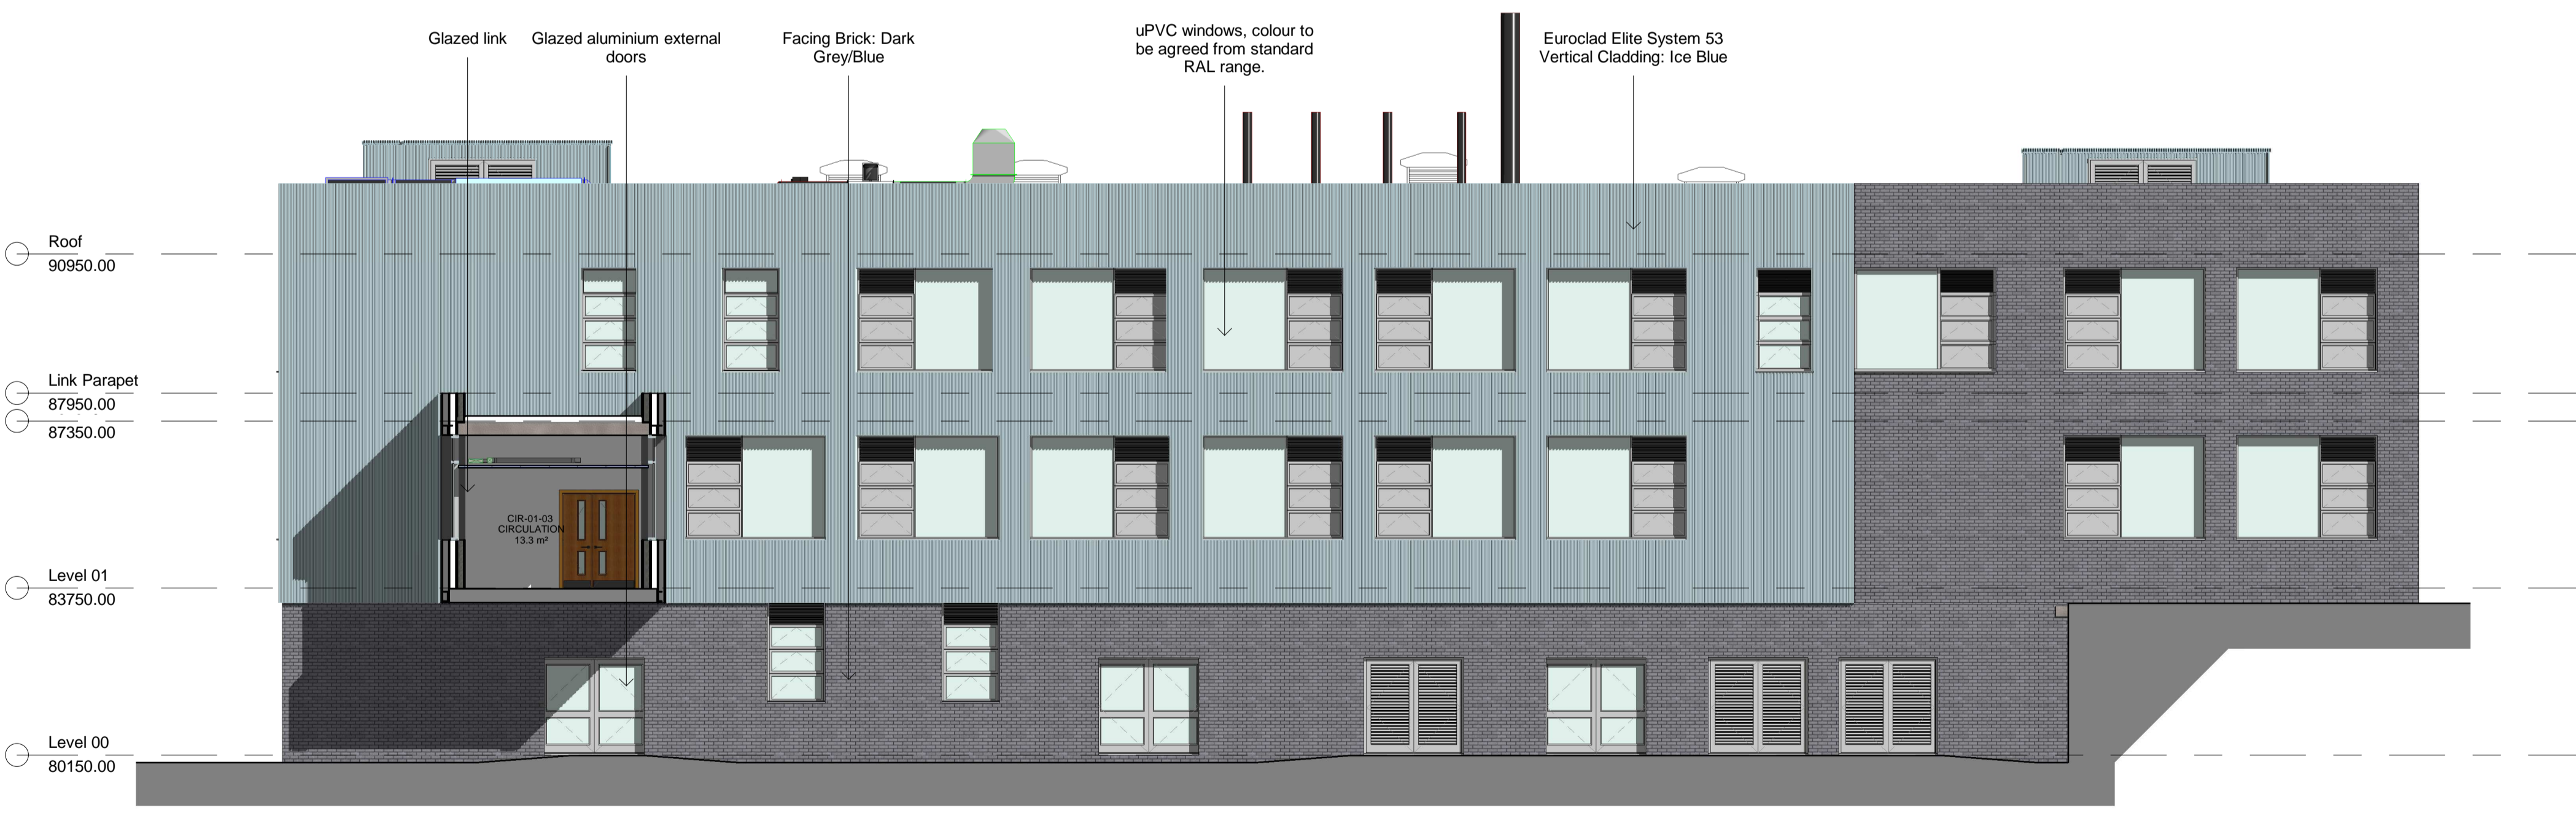 Glazed link
Glazed aluminium external
doors
Facing Brick: Dark
Grey/Blue
uPVC windows, colour to
be agreed from standard
RAL range.
Euroclad Elite System 53
Vertical Cladding: Ice Blue
Roof
90950.00
Link Parapet
87950.00
87350.00
CIR-01-03
CIRCULATION
13.3 m²
Level 01
83750.00
Level 00
80150.00